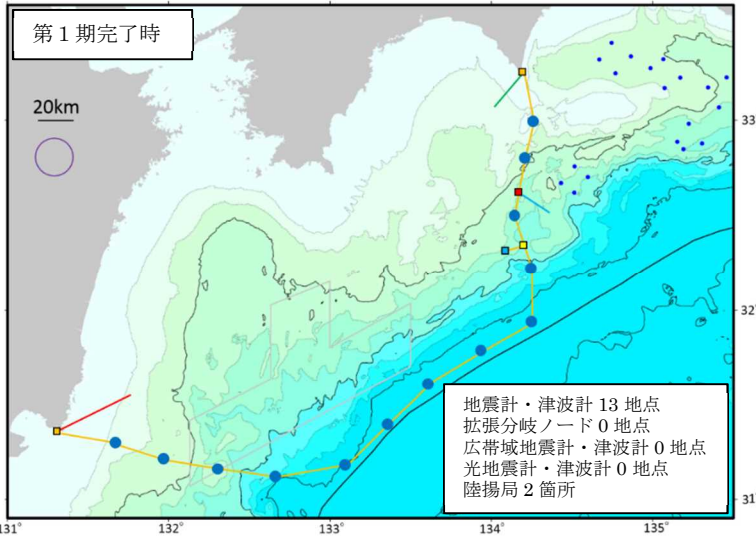 第１期完了時
20km
33
32
31
131°
132°
133°
134°
135°
地震計・津波計 13 地点
拡張分岐ノード 0 地点
広帯域地震計・津波計 0 地点
光地震計・津波計 0 地点
陸揚局 2 箇所